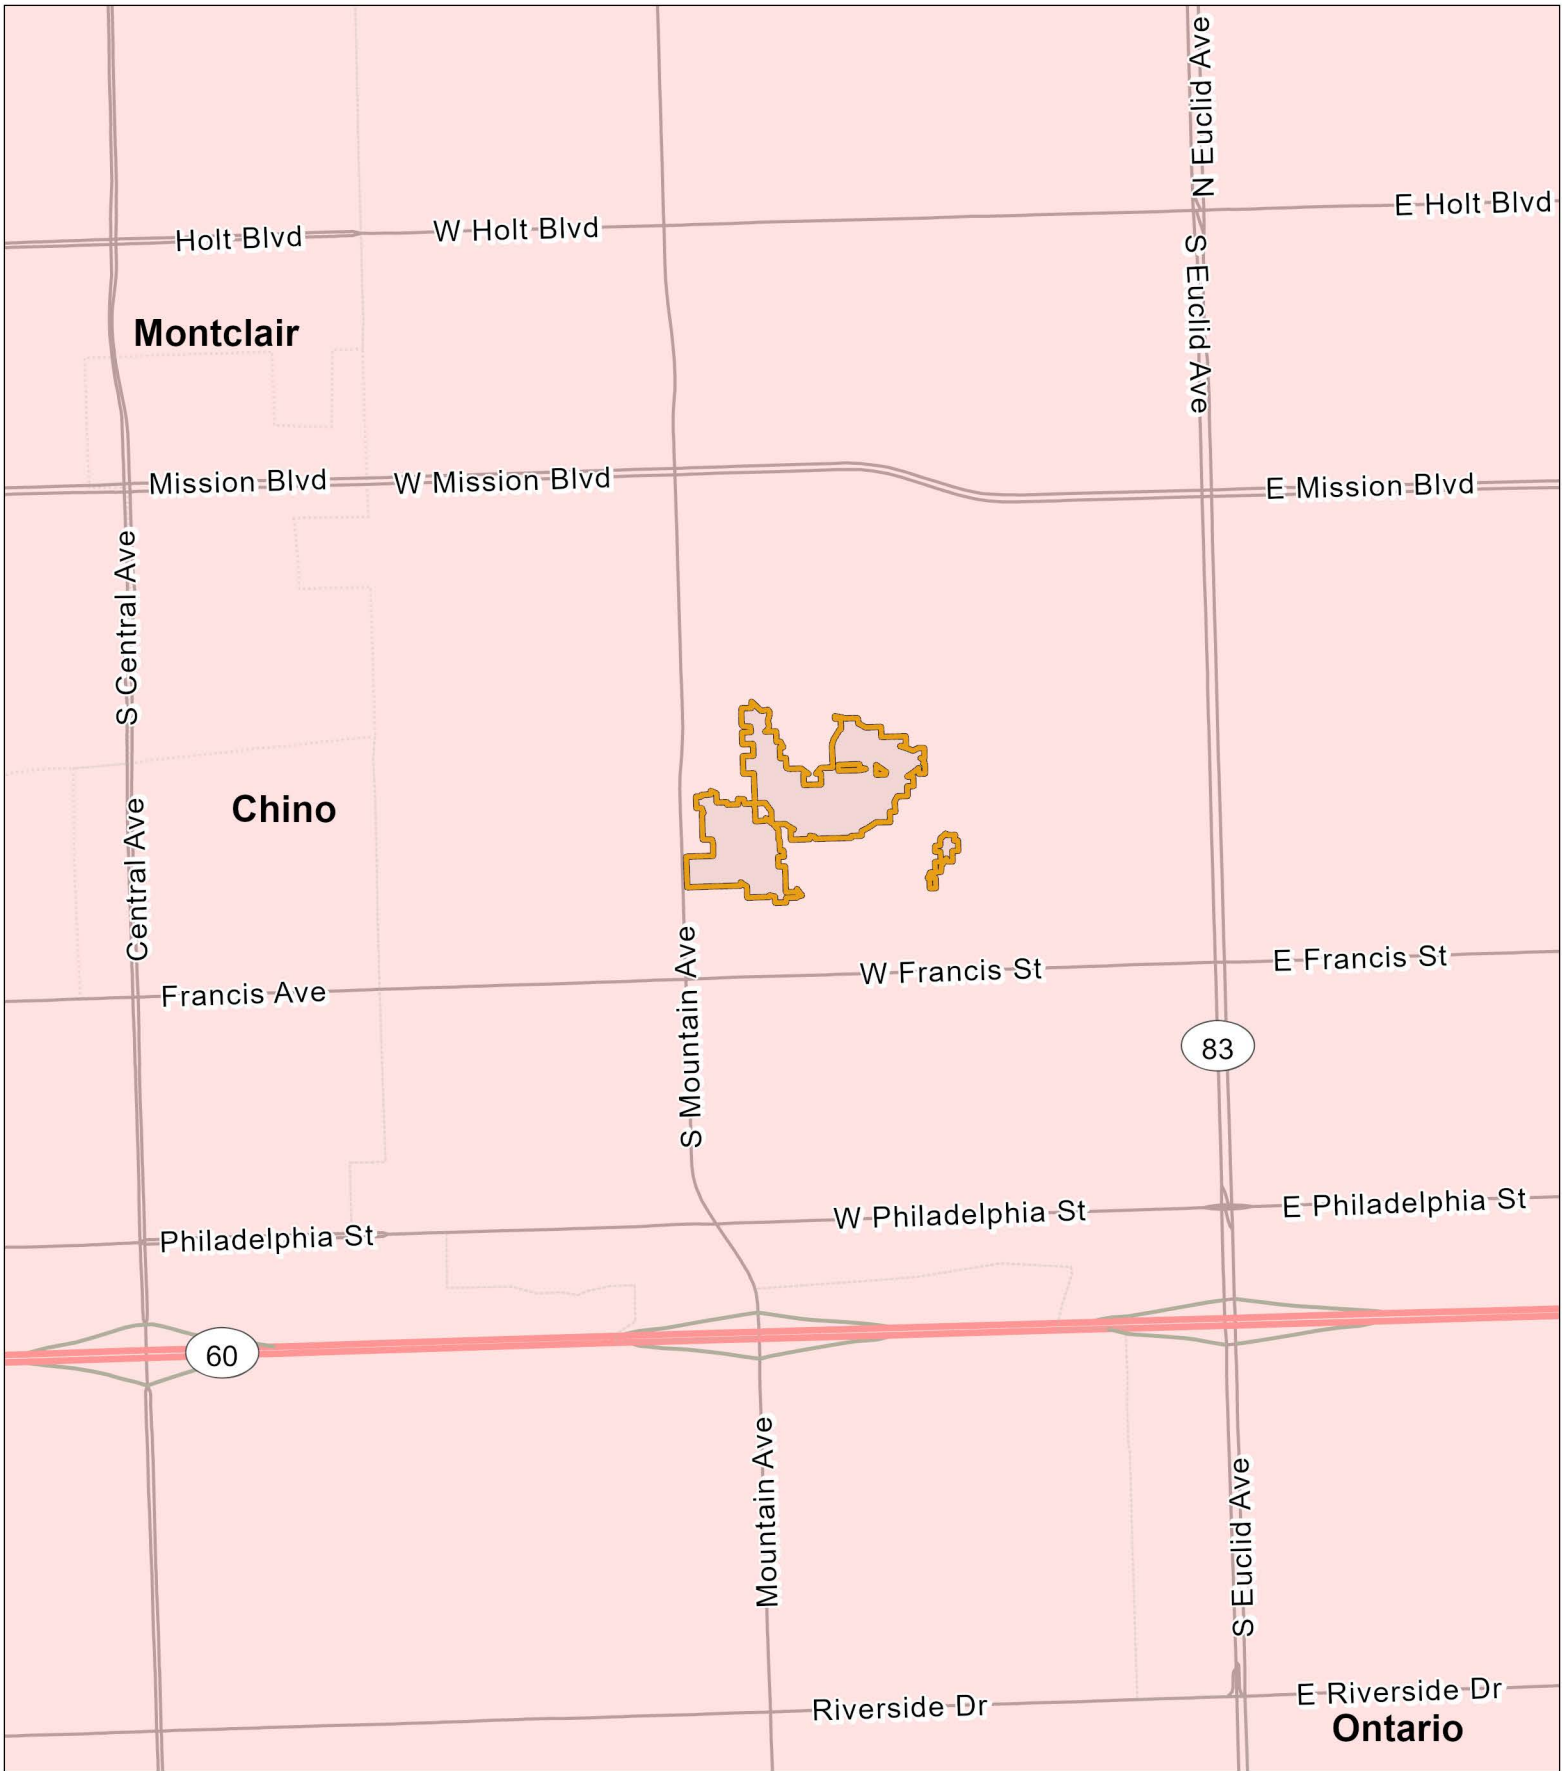 N Euclid Ave
E Holt Blvd
W Holt Blvd
Holt Blvd
S Euclid Ave
Montclair
Mission Blvd
W Mission Blvd
E Mission Blvd
S Central Ave
Chino
Central Ave
S Mountain Ave
W Francis St
E Francis St
Francis Ave
83
W Philadelphia St
E Philadelphia St
Philadelphia St
60
Mountain Ave
S Euclid Ave
Riverside Dr
E Riverside Dr
Ontario